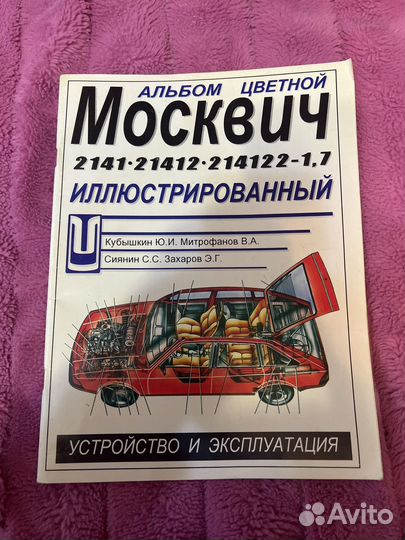 АЛЬБОМ ЦВЕТНОЙ
МОСКВИЧ
2141·21412·214122-1,7
ИЛЛЮСТРИРОВАННЫЙ
Кубышкин Ю.И. Митрофанов В.А.
Сиянин С.С. Захаров Э.Г.
УСТРОЙСТВО И ЭКСПЛУАТАЦИЯ
Avito